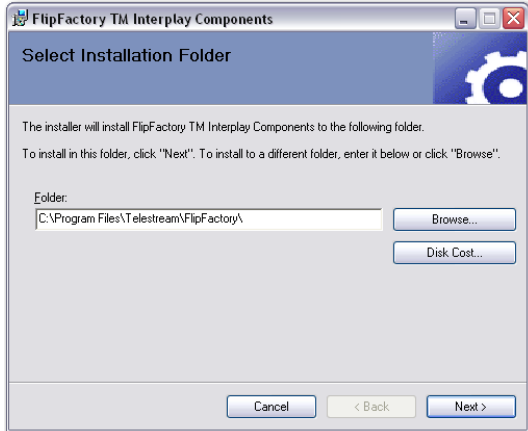 FlipFactory TM Interplay Components
Select Installation Folder
The installer will install FlipFactory TM Interplay Components to the following folder.
To install in this folder, click "Next". To install to a different folder, enter it below or click "Browse".
Folder:
C:\Program Files\Telestream\FlipFactory\
Browse...
Disk Cost...
Cancel
< Back
Next >